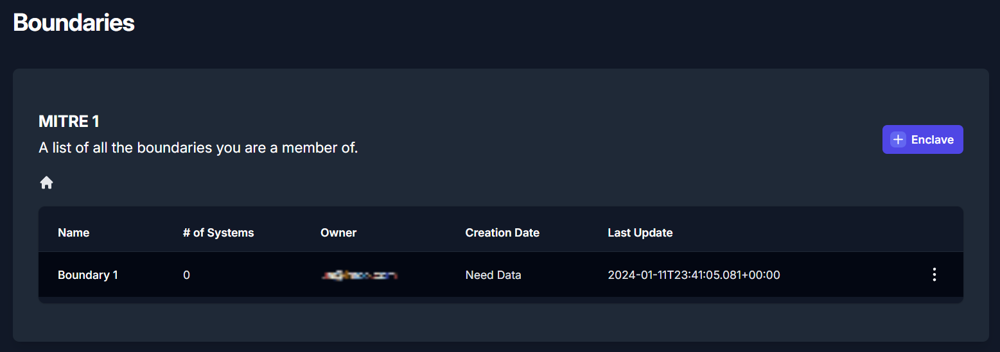 Boundaries
MITRE 1
A list of all the boundaries you are a member of.
Enclave
Name # of Systems Owner Creation Date Last Update
Boundary 1 0 Need Data 2024-01-11T23:41:05.081+00:00